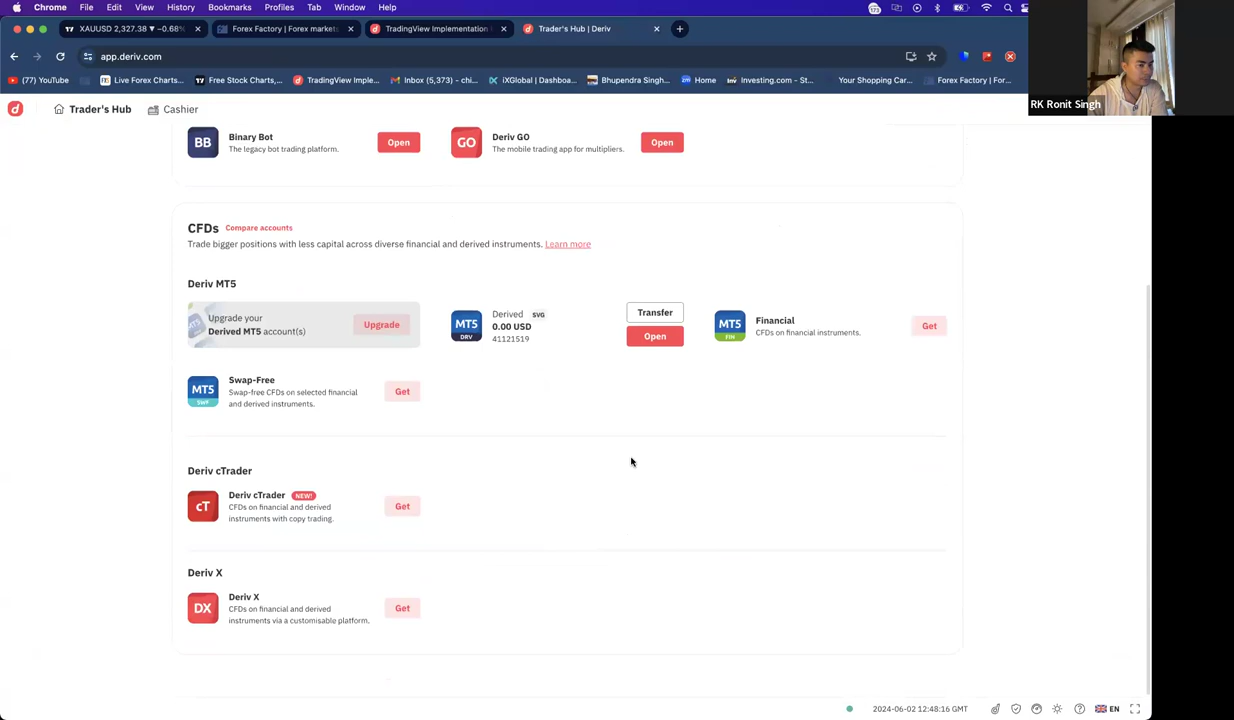 Chrome File Edit View History Bookmarks Profiles Tab Window Help
XAUUSD 2,327.38 −0.68%
Forex Factory | Forex market
TradingView Implementation
Trader's Hub | Deriv
app.deriv.com
(77) YouTube
Live Forex Charts...
Free Stock Charts,...
TradingView Imple...
Inbox (5,373) - chi...
iXGlobal | Dashboa...
Bhupendra Singh...
Home
Investing.com - St...
Your Shopping Car...
Forex Factory | For...
RK Ronit Singh
Trader's Hub
Cashier
BB
Binary Bot
The legacy bot trading platform.
Open
GO
Deriv GO
The mobile trading app for multipliers.
Open
CFDs Compare accounts
Trade bigger positions with less capital across diverse financial and derived instruments. Learn more
Deriv MT5
MT5
Upgrade your
Derived MT5 account(s)
Upgrade
MT5
DRV
Derived SVG
0.00 USD
41121519
Transfer
Open
MT5
FIN
Financial
CFDs on financial instruments.
Get
MT5
SWF
Swap-Free
Swap-free CFDs on selected financial
and derived instruments.
Get
Deriv cTrader
cT
Deriv cTrader NEW!
CFDs on financial and derived
instruments with copy trading.
Get
Deriv X
DX
Deriv X
CFDs on financial and derived
instruments via a customisable platform.
Get
2024-06-02 12:48:16 GMT
EN